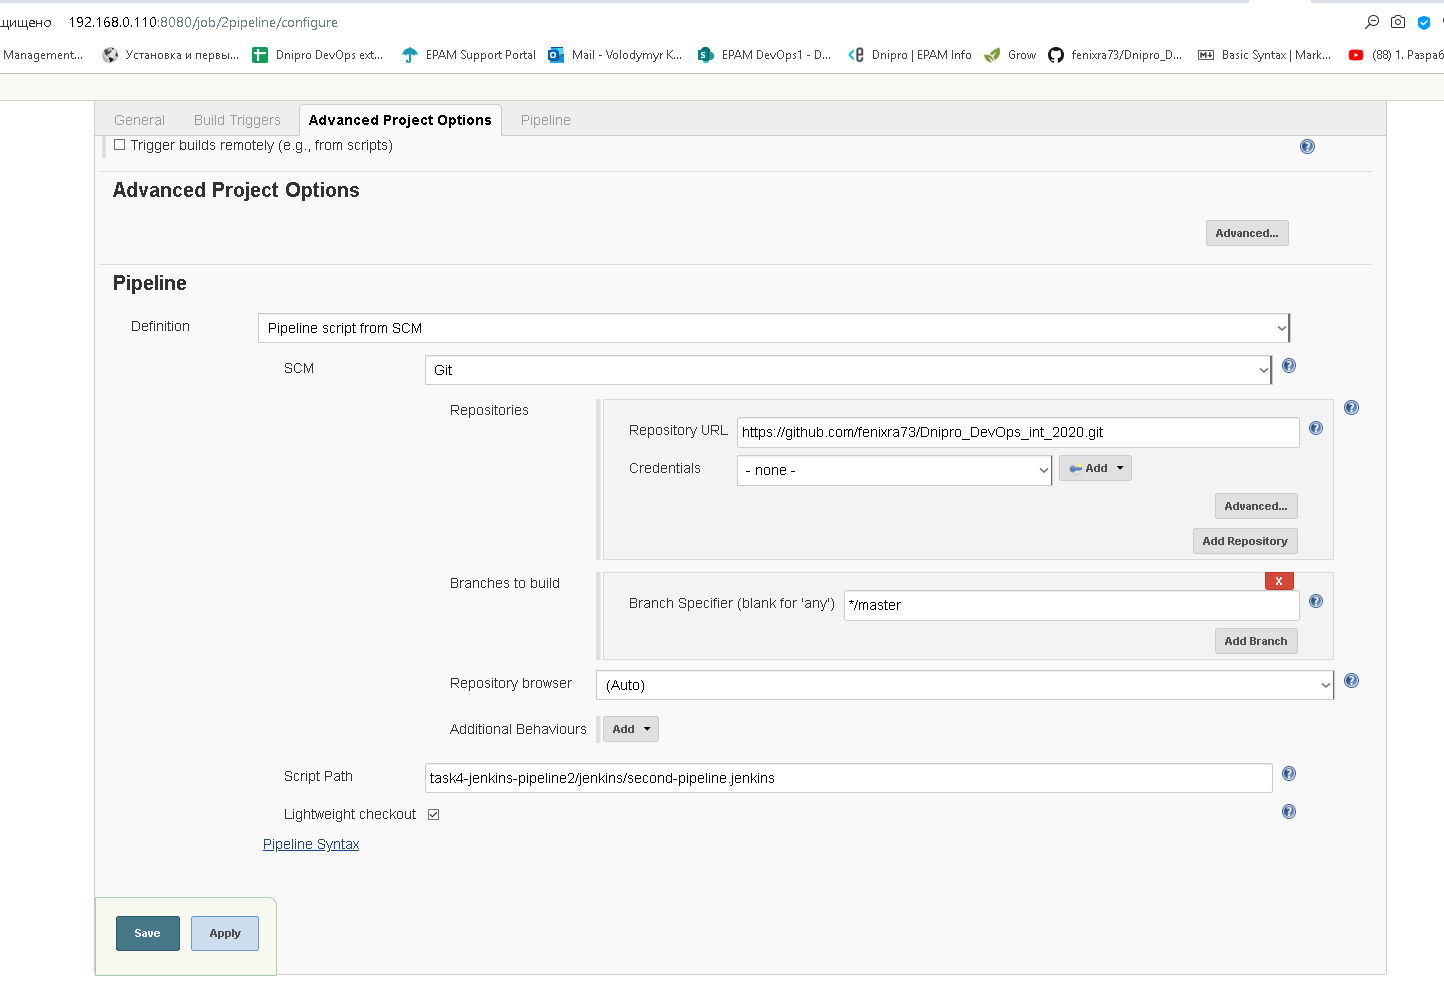 щищено 192.168.0.110:8080/job/2pipeline/configure
Management... Установка и первы... Dnipro DevOps ext... EPAM Support Portal Mail - Volodymyr K... EPAM DevOps1 - D... Dnipro | EPAM Info Grow fenixra73/Dnipro_D... Basic Syntax | Mark... (88) 1. Разраб
General Build Triggers Advanced Project Options Pipeline
Trigger builds remotely (e.g., from scripts)
Advanced Project Options
Advanced...
Pipeline
Definition Pipeline script from SCM
SCM Git
Repositories
Repository URL https://github.com/fenixra73/Dnipro_DevOps_int_2020.git
Credentials - none - Add
Advanced...
Add Repository
Branches to build
X
Branch Specifier (blank for 'any') */master
Add Branch
Repository browser (Auto)
Additional Behaviours Add
Script Path task4-jenkins-pipeline2/jenkins/second-pipeline.jenkins
Lightweight checkout
Pipeline Syntax
Save Apply